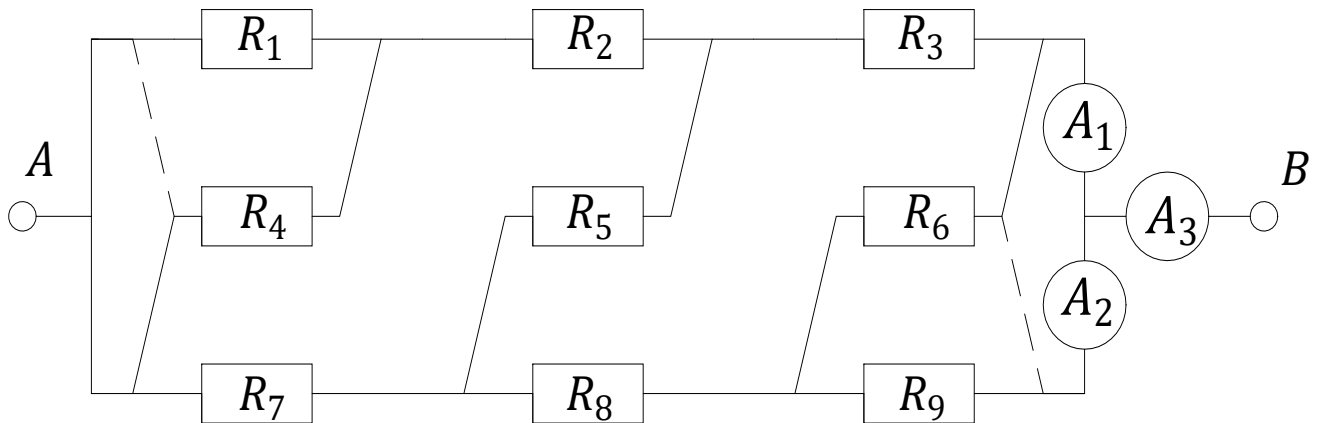 R₁ R₂ R₃
A₁
A B
R₄ R₅ R₆ A₃
A₂
R₇ R₈ R₉